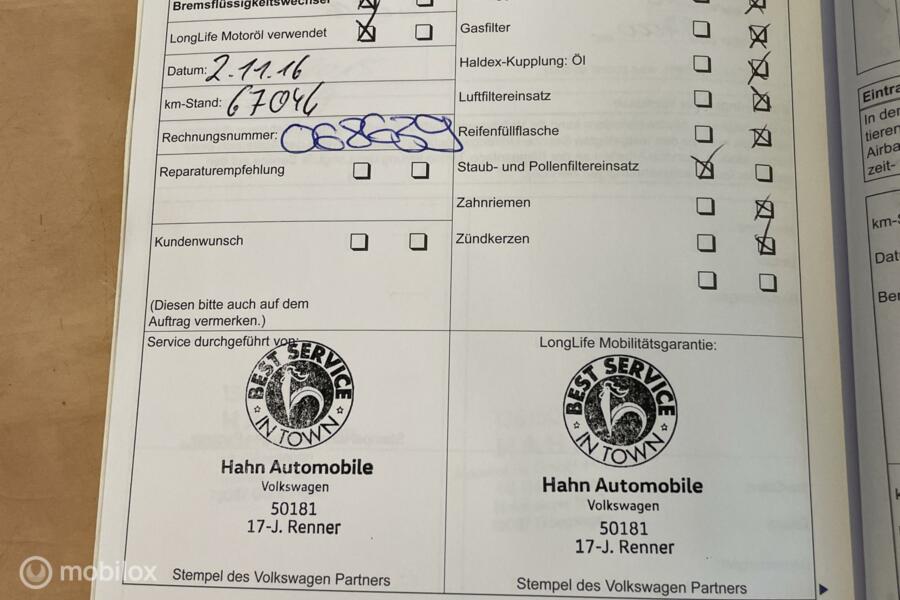 Bremsflüssigkeitswechsel
LongLife Motoröl verwendet
Datum: 2.11.16
km-Stand: 67046
Rechnungsnummer: 068639
Reparaturempfehlung
Kundenwunsch
(Diesen bitte auch auf dem
Auftrag vermerken.)
Gasfilter
Haldex-Kupplung: Öl
Luftfiltereinsatz
Reifenfüllflasche
Staub- und Pollenfiltereinsatz
Zahnriemen
Zündkerzen
Service durchgeführt von:
BEST SERVICE
IN TOWN
Hahn Automobile
Volkswagen
50181
17-J. Renner
Stempel des Volkswagen Partners
LongLife Mobilitätsgarantie:
BEST SERVICE
IN TOWN
Hahn Automobile
Volkswagen
50181
17-J. Renner
Stempel des Volkswagen Partners
Eintra
In der
tieren
Airba
zeit-
km-S
Datu
Ber
mobilox